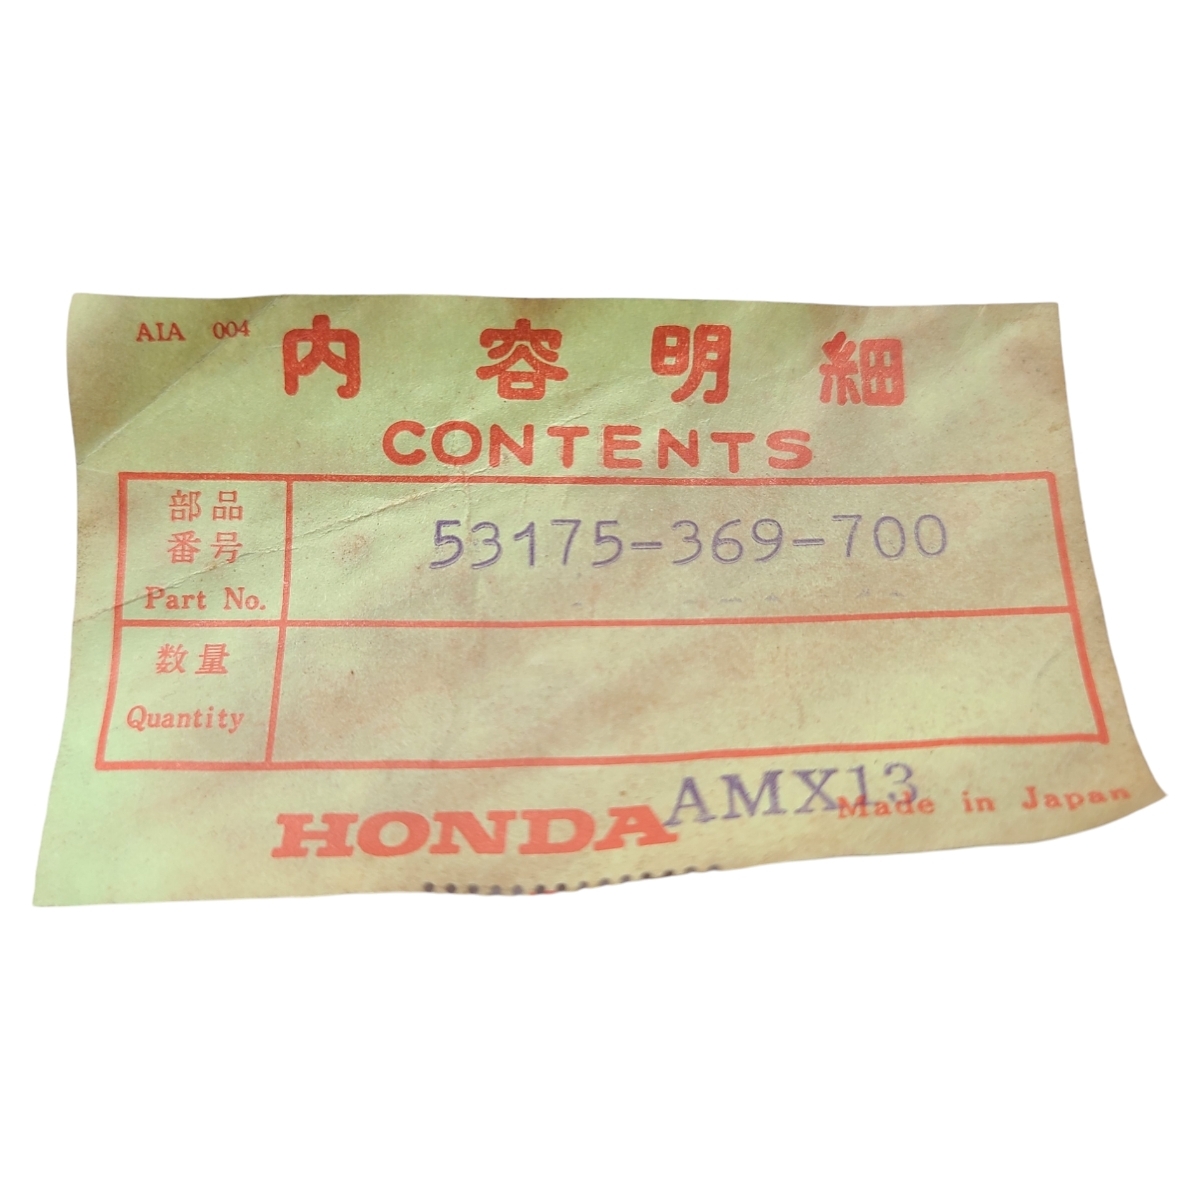 AIA 004
内容明細
CONTENTS
部品
番号
Part No.
53175-369-700
数量
Quantity
HONDA
AMX13
Made in Japan